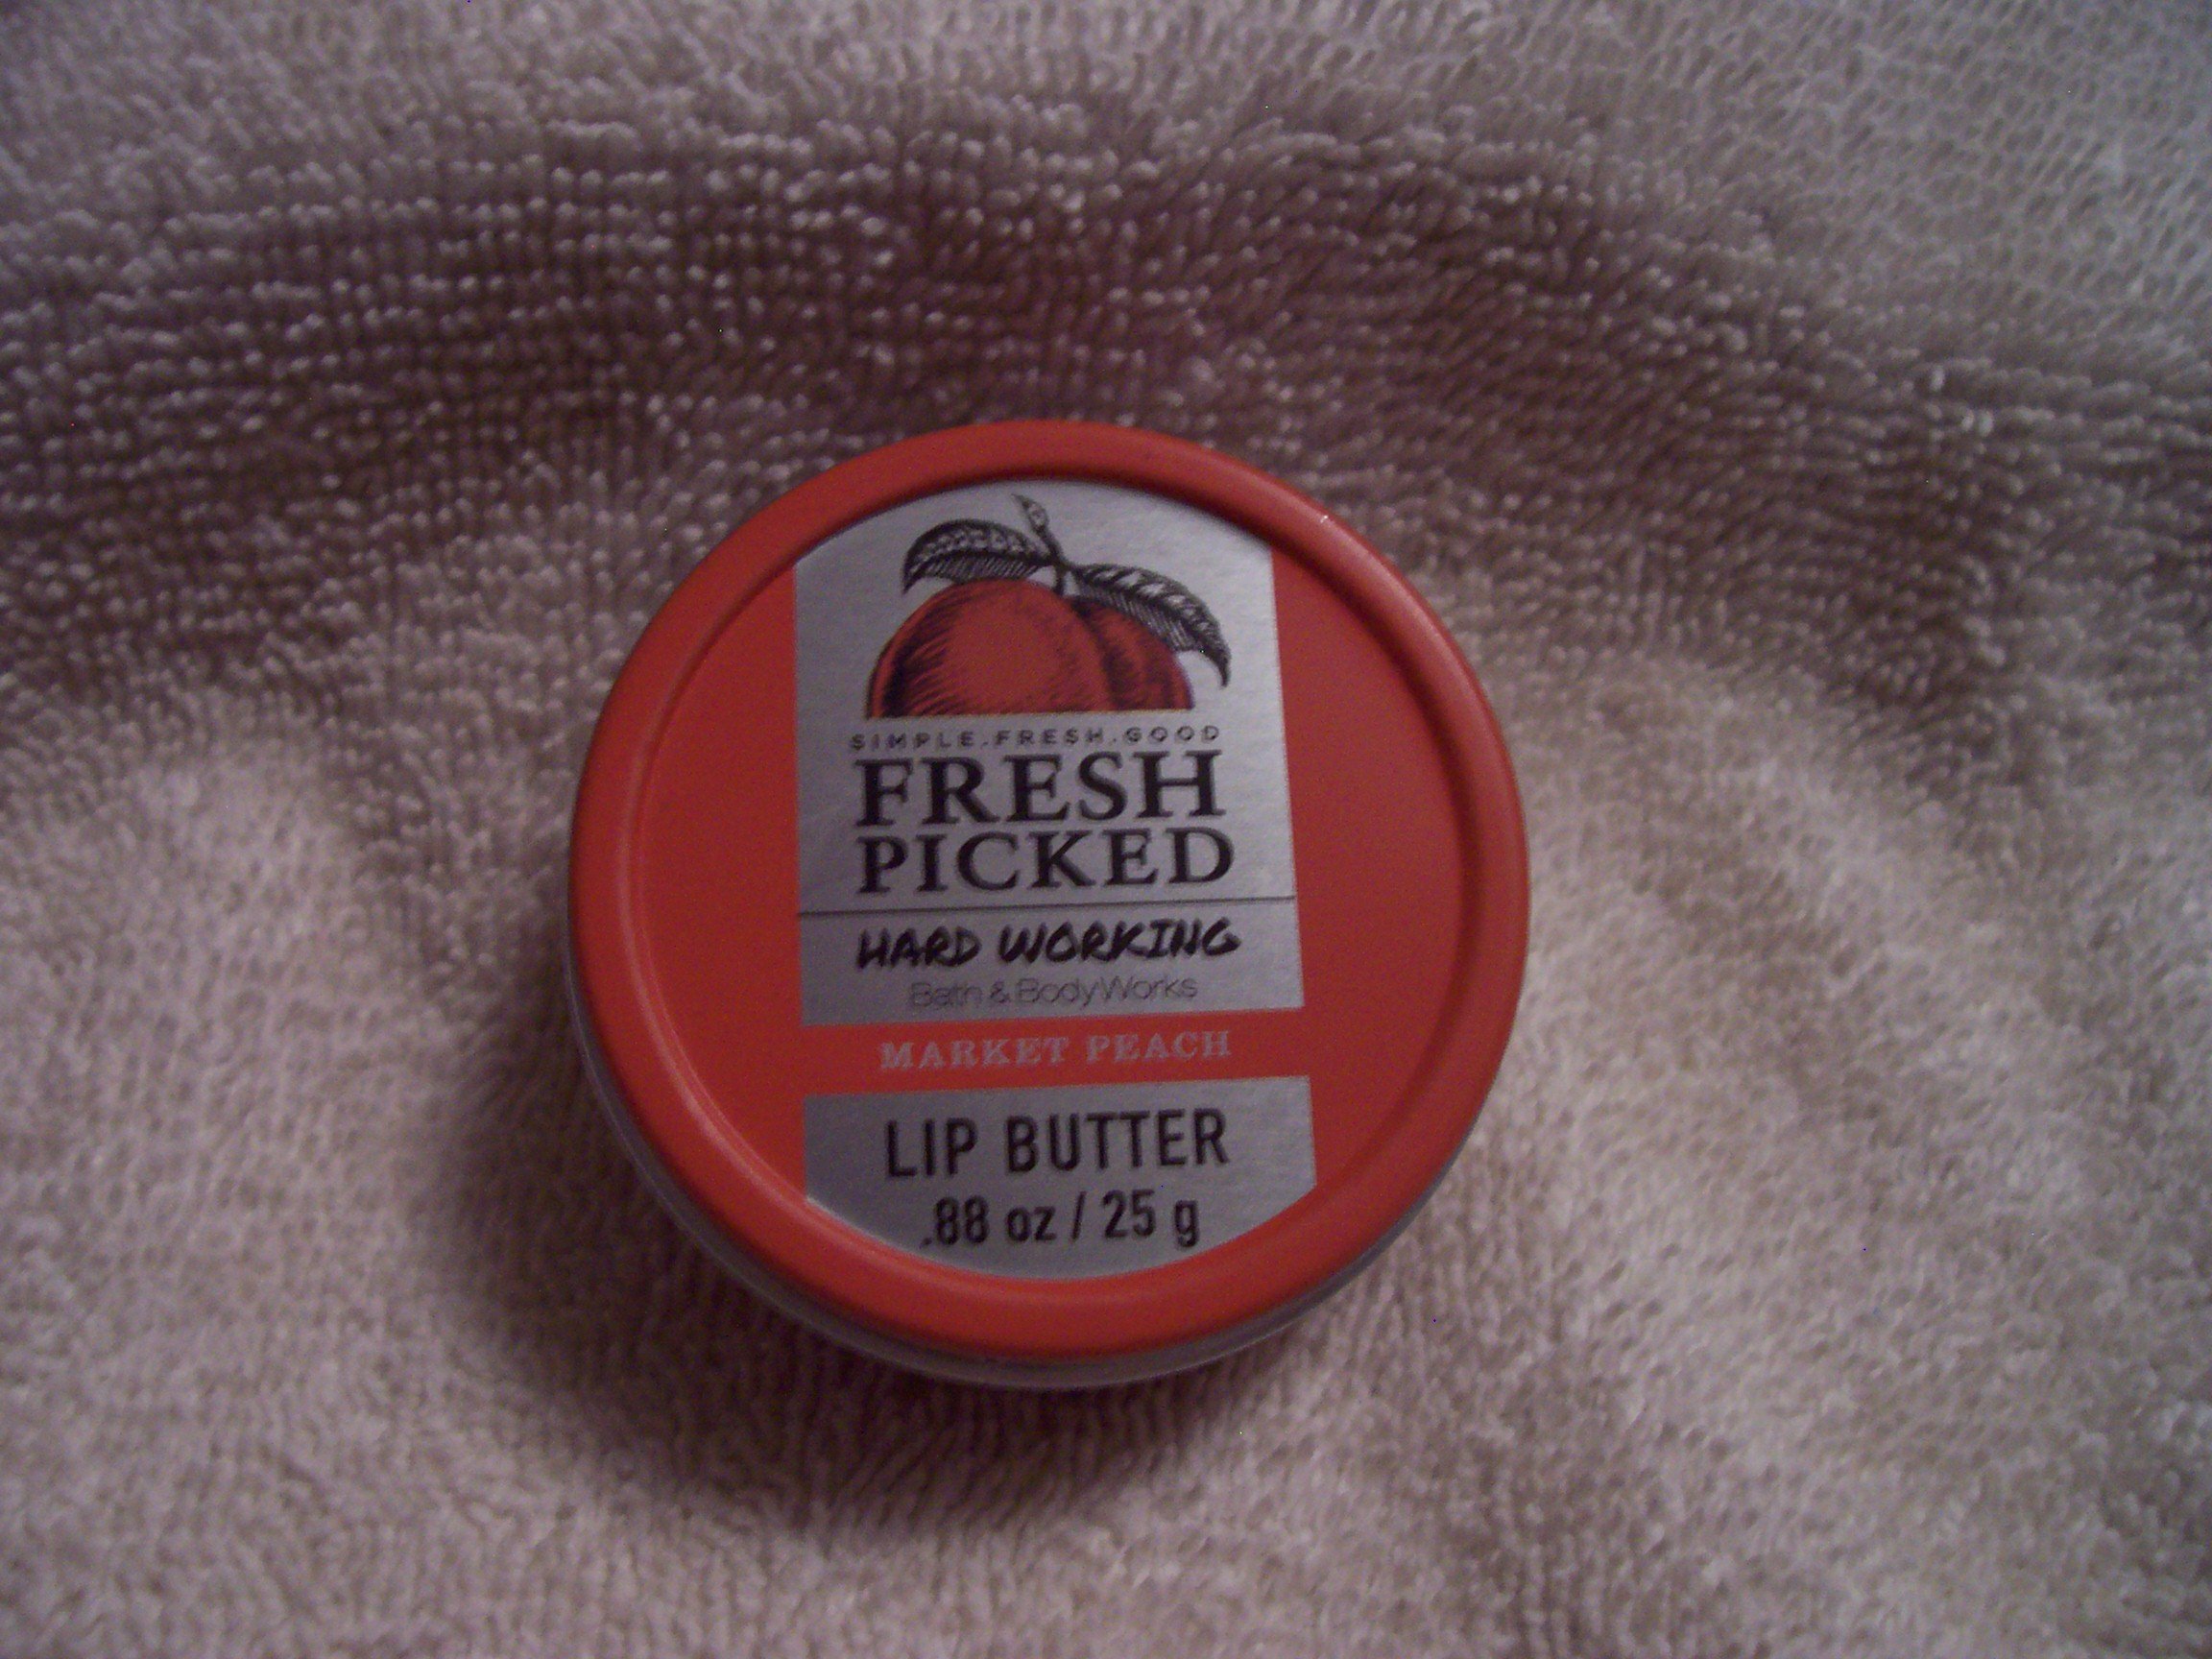 SIMPLE.FRESH.GOOD
FRESH
PICKED
HARD WORKING
Bath & Body Works
MARKET PEACH
LIP BUTTER
.88 oz / 25 g